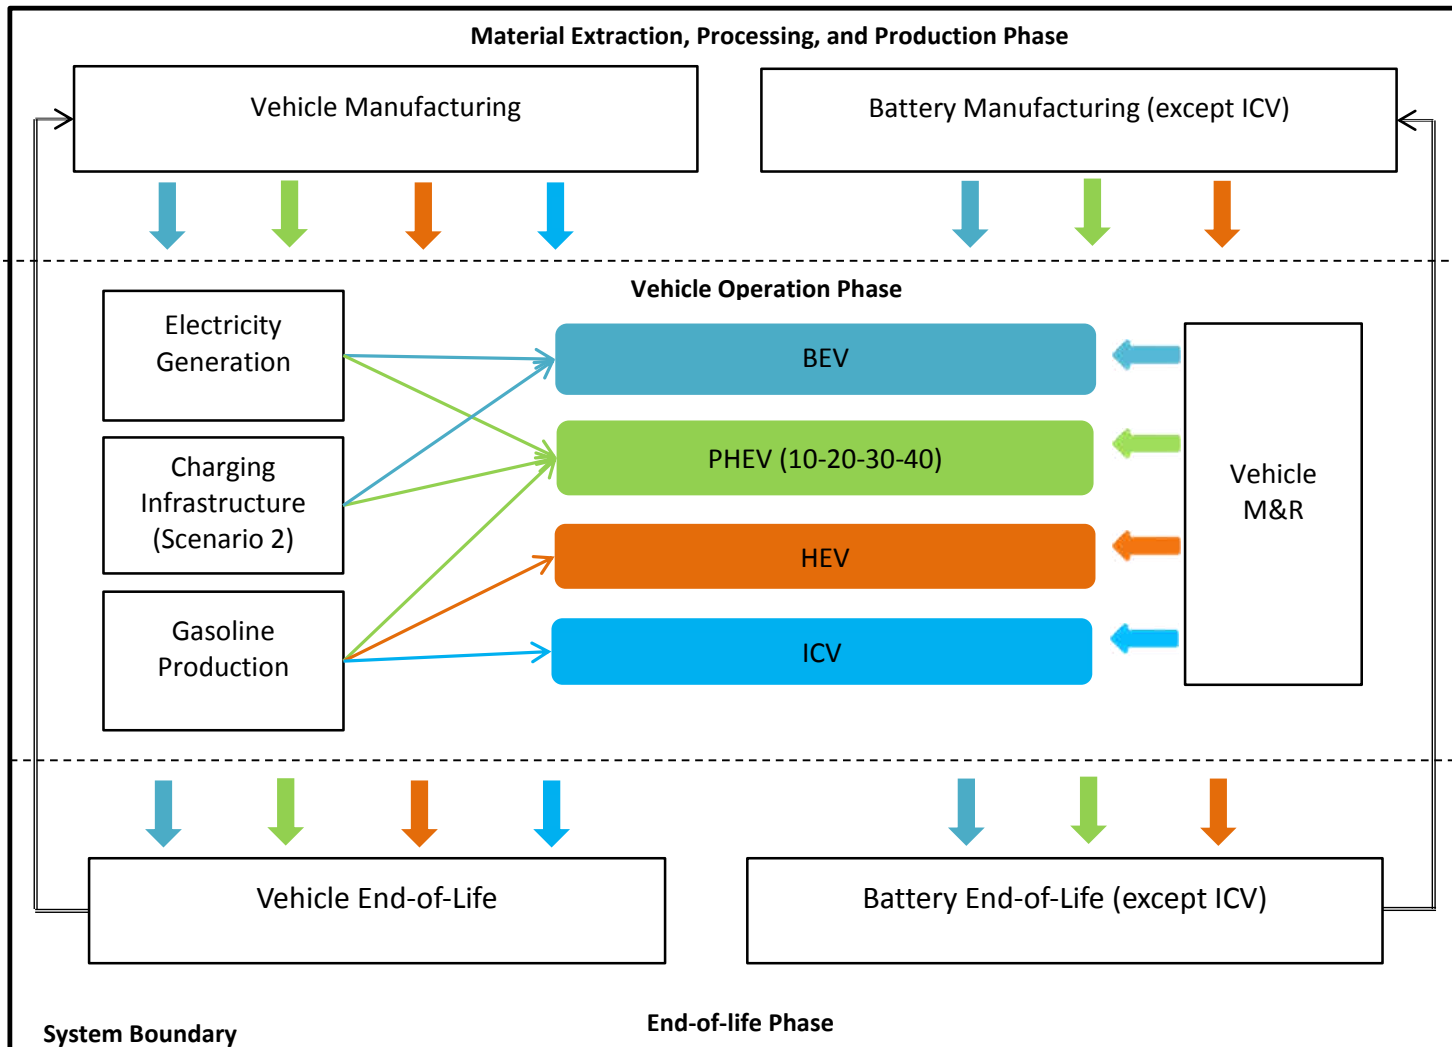 Material Extraction, Processing, and Production Phase
Vehicle Manufacturing
Battery Manufacturing (except ICV)
Vehicle Operation Phase
Electricity
Generation
BEV
Charging
Infrastructure
(Scenario 2)
PHEV (10-20-30-40)
Vehicle
M&R
HEV
Gasoline
Production
ICV
Vehicle End-of-Life
Battery End-of-Life (except ICV)
End-of-life Phase
System Boundary